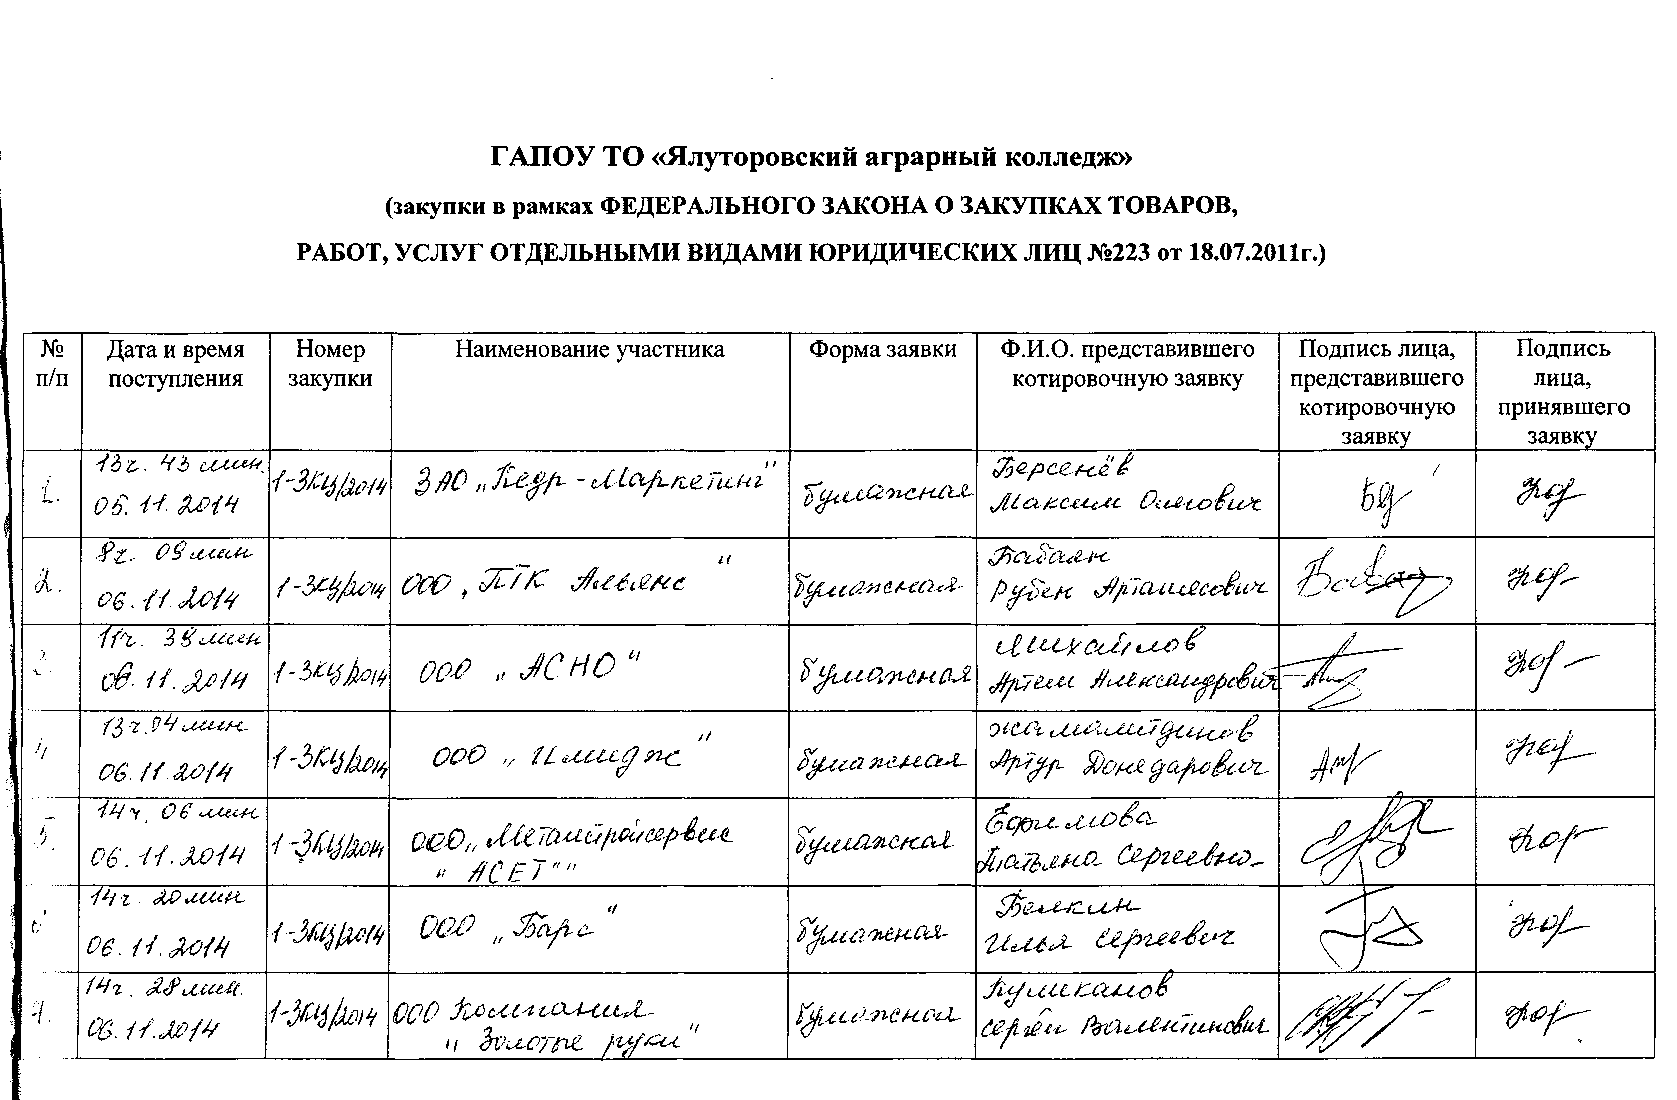 ГАПОУ ТО «Ялуторовский аграрный колледж»
(закупки в рамках ФЕДЕРАЛЬНОГО ЗАКОНА О ЗАКУПКАХ ТОВАРОВ,
РАБОТ, УСЛУГ ОТДЕЛЬНЫМИ ВИДАМИ ЮРИДИЧЕСКИХ ЛИЦ №223 от 18.07.2011г.)
№ п/п
Дата и время поступления
Номер закупки
Наименование участника
Форма заявки
Ф.И.О. представившего котировочную заявку
Подпись лица, представившего котировочную заявку
Подпись лица, принявшего заявку
1.
13ч. 43 мин.
05.11.2014
1-ЗКЦ/2014
ЗАО „Кедр-Маркетинг"
бумажная
Берсенёв
Максим Олегович
2.
8ч. 09 мин
06.11.2014
1-ЗКЦ/2014
ООО „ПТК Альянс"
бумажная
Бабаян
Рубен Арташесович
3.
11ч. 38 мин
06.11.2014
1-ЗКЦ/2014
ООО „АСНО"
бумажная
Михайлов
Артем Александрович
4
13ч. 04 мин
06.11.2014
1-ЗКЦ/2014
ООО „Имидж"
бумажная
Артур
5.
14ч. 06 мин
06.11.2014
1-ЗКЦ/2014
ООО „Металстройсервис
"АСЕТ""
бумажная
Ефимова
Татьяна Сергеевна
6
14ч. 20 мин
06.11.2014
1-ЗКЦ/2014
ООО „Барс"
бумажная
Белкин
Илья Сергеевич
7.
14ч. 28 мин.
06.11.2014
1-ЗКЦ/2014
ООО Компания
„Золотые руки"
бумажная
Куликанов
Сергей Валентинович